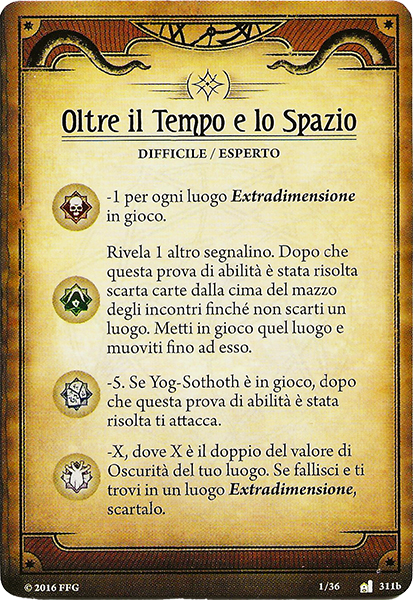 Oltre il Tempo e lo Spazio
DIFFICILE / ESPERTO
-1 per ogni luogo Extradimensione
in gioco.
Rivela 1 altro segnalino. Dopo che
questa prova di abilità è stata risolta
scarta carte dalla cima del mazzo
degli incontri finché non scarti un
luogo. Metti in gioco quel luogo e
muoviti fino ad esso.
-5. Se Yog-Sothoth è in gioco, dopo
che questa prova di abilità è stata
risolta ti attacca.
-X, dove X è il doppio del valore di
Oscurità del tuo luogo. Se fallisci e ti
trovi in un luogo Extradimensione,
scartalo.
© 2016 FFG 1/36 311b